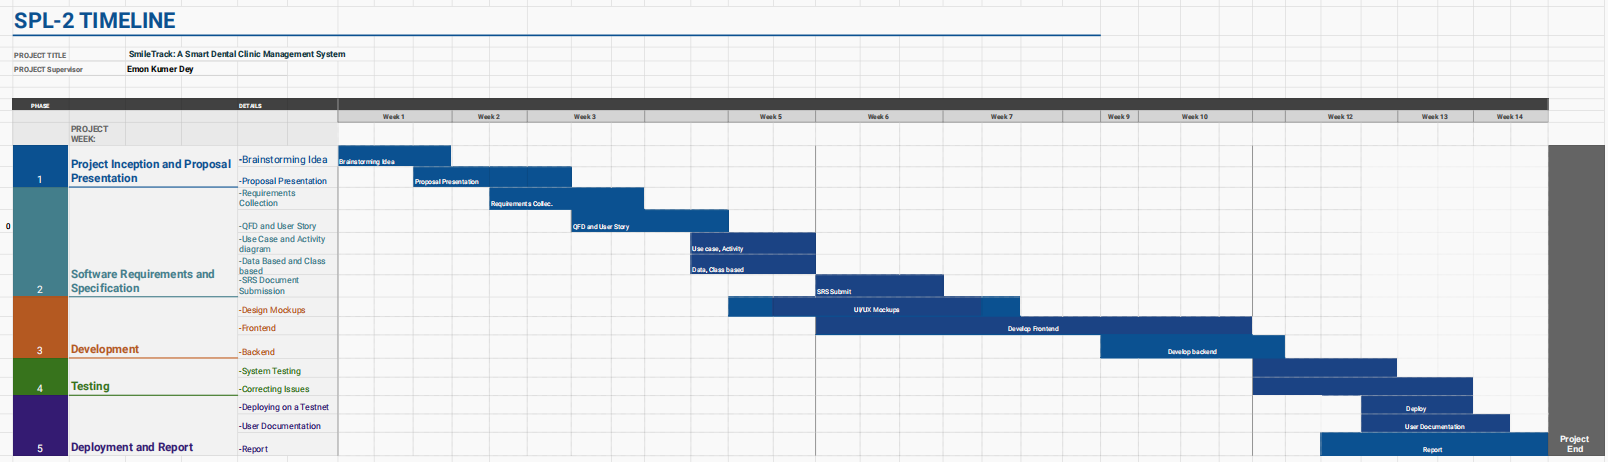 SPL-2 TIMELINE
PROJECT TITLE SmileTrack: A Smart Dental Clinic Management System
PROJECT Supervisor Emon Kumer Dey
PHASE DETAILS
Week 1 Week 2 Week 3 Week 5 Week 6 Week 7 Week 9 Week 10 Week 12 Week 13 Week 14
PROJECT
WEEK:
1
Project Inception and Proposal
Presentation
-Brainstorming Idea
Brainstorming Idea
-Proposal Presentation
Proposal Presentation
0
2
Software Requirements and
Specification
-Requirements
Collection
Requirements Collec.
-QFD and User Story
QFD and User Story
-Use Case and Activity
diagram
Use case, Activity
-Data Based and Class
based
Data, Class based
-SRS Document
Submission
SRS Submit
3
Development
-Design Mockups
UI/UX Mockups
-Frontend
Develop Frontend
-Backend
Develop backend
4
Testing
-System Testing
-Correcting Issues
5
Deployment and Report
-Deploying on a Testnet
Deploy
-User Documentation
User Documentation
-Report
Report
Project
End